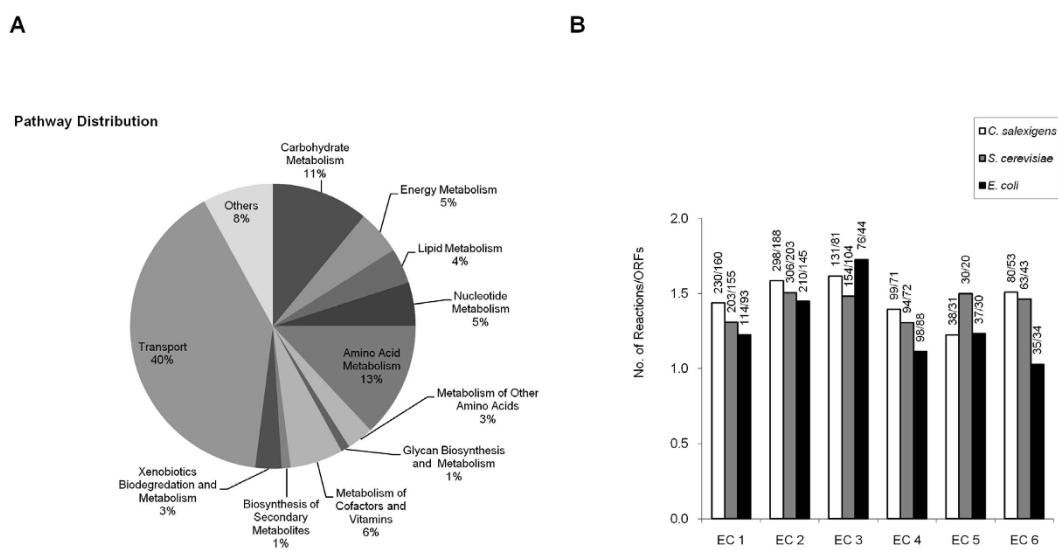 A
B
Pathway Distribution
Carbohydrate
Metabolism
11%
Energy Metabolism
5%
Lipid Metabolism
4%
Nucleotide
Metabolism
5%
Amino Acid
Metabolism
13%
Metabolism of Other
Amino Acids
3%
Glycan Biosynthesis
and Metabolism
1%
Metabolism of
Cofactors and
Vitamins
6%
Biosynthesis of
Secondary
Metabolites
1%
Xenobiotics
Biodegredation and
Metabolism
3%
Transport
40%
Others
8%
C. salexigens
S. cerevisiae
E. coli
No. of Reactions/ORFs
2.0
1.5
1.0
0.5
0.0
230/160
203/155
114/93
298/188
306/203
210/145
131/81
154/104
76/44
99/71
94/72
98/88
38/31
30/20
37/30
80/53
63/43
35/34
EC 1
EC 2
EC 3
EC 4
EC 5
EC 6